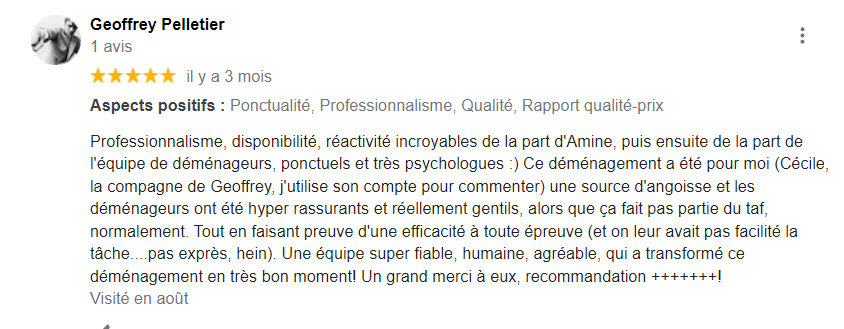 Geoffrey Pelletier
1 avis
il y a 3 mois
Aspects positifs : Ponctualité, Professionnalisme, Qualité, Rapport qualité-prix
Professionnalisme, disponibilité, réactivité incroyables de la part d'Amine, puis ensuite de la part de
l'équipe de déménageurs, ponctuels et très psychologues :) Ce déménagement a été pour moi (Cécile,
la compagne de Geoffrey, j'utilise son compte pour commenter) une source d'angoisse et les
déménageurs ont été hyper rassurants et réellement gentils, alors que ça fait pas partie du taf,
normalement. Tout en faisant preuve d'une efficacité à toute épreuve (et on leur avait pas facilité la
tâche....pas exprès, hein). Une équipe super fiable, humaine, agréable, qui a transformé ce
déménagement en très bon moment! Un grand merci à eux, recommandation +++++++!
Visité en août